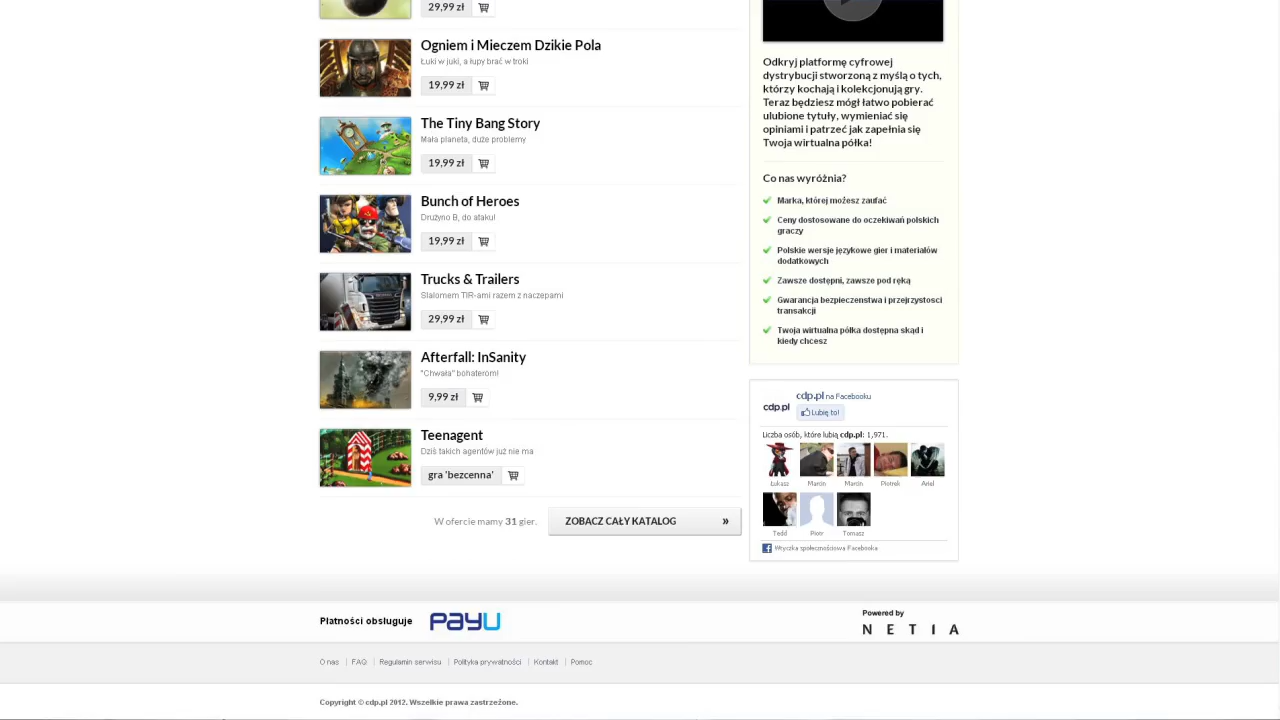 29,99 zł
Ogniem i Mieczem Dzikie Pola
Łuki w juki, a łupy brać w troki
19,99 zł
The Tiny Bang Story
Mała planeta, duże problemy
19,99 zł
Bunch of Heroes
Drużyno B, do ataku!
19,99 zł
Trucks & Trailers
Slalomem TIR-ami razem z naczepami
29,99 zł
Afterfall: InSanity
"Chwała" bohaterom!
9,99 zł
Teenagent
Dziś takich agentów już nie ma
gra 'bezcenna'
W ofercie mamy 31 gier.
ZOBACZ CAŁY KATALOG »
Odkryj platformę cyfrowej
dystrybucji stworzoną z myślą o tych,
którzy kochają i kolekcjonują gry.
Teraz będziesz mógł łatwo pobierać
ulubione tytuły, wymieniać się
opiniami i patrzeć jak zapełnia się
Twoja wirtualna półka!
Co nas wyróżnia?
Marka, której możesz zaufać
Ceny dostosowane do oczekiwań polskich
graczy
Polskie wersje językowe gier i materiałów
dodatkowych
Zawsze dostępni, zawsze pod ręką
Gwarancja bezpieczenstwa i przejrzystosci
transakcji
Twoja wirtualna półka dostępna skąd i
kiedy chcesz
cdp.pl
cdp.pl na Facebooku
Lubię to!
Liczba osób, które lubią cdp.pl: 1,971.
Łukasz Marcin Marcin Piotrek Ariel
Tedd Piotr Tomasz
Wtyczka społecznościowa Facebooka
Płatności obsługuje PayU
Powered by
NETIA
O nas | FAQ | Regulamin serwisu | Polityka prywatności | Kontakt | Pomoc
Copyright © cdp.pl 2012. Wszelkie prawa zastrzeżone.